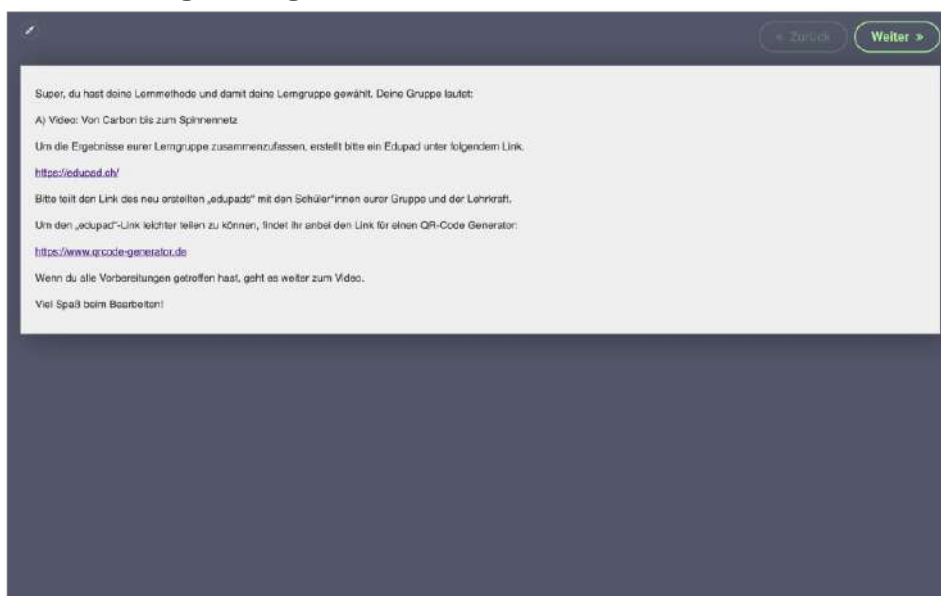 « Zurück
Weiter »
Super, du hast deine Lernmethode und damit deine Lerngruppe gewählt. Deine Gruppe lautet:
A) Video: Von Carbon bis zum Spinnennetz
Um die Ergebnisse eurer Lerngruppe zusammenzufassen, erstellt bitte ein Edupad unter folgendem Link.
https://edupad.ch/
Bitte teilt den Link des neu erstellten „edupads" mit den Schüler*innen eurer Gruppe und der Lehrkraft.
Um den „edupad"-Link leichter teilen zu können, findet ihr anbei den Link für einen QR-Code Generator:
https://www.qrcode-generator.de
Wenn du alle Vorbereitungen getroffen hast, geht es weiter zum Video.
Viel Spaß beim Bearbeiten!